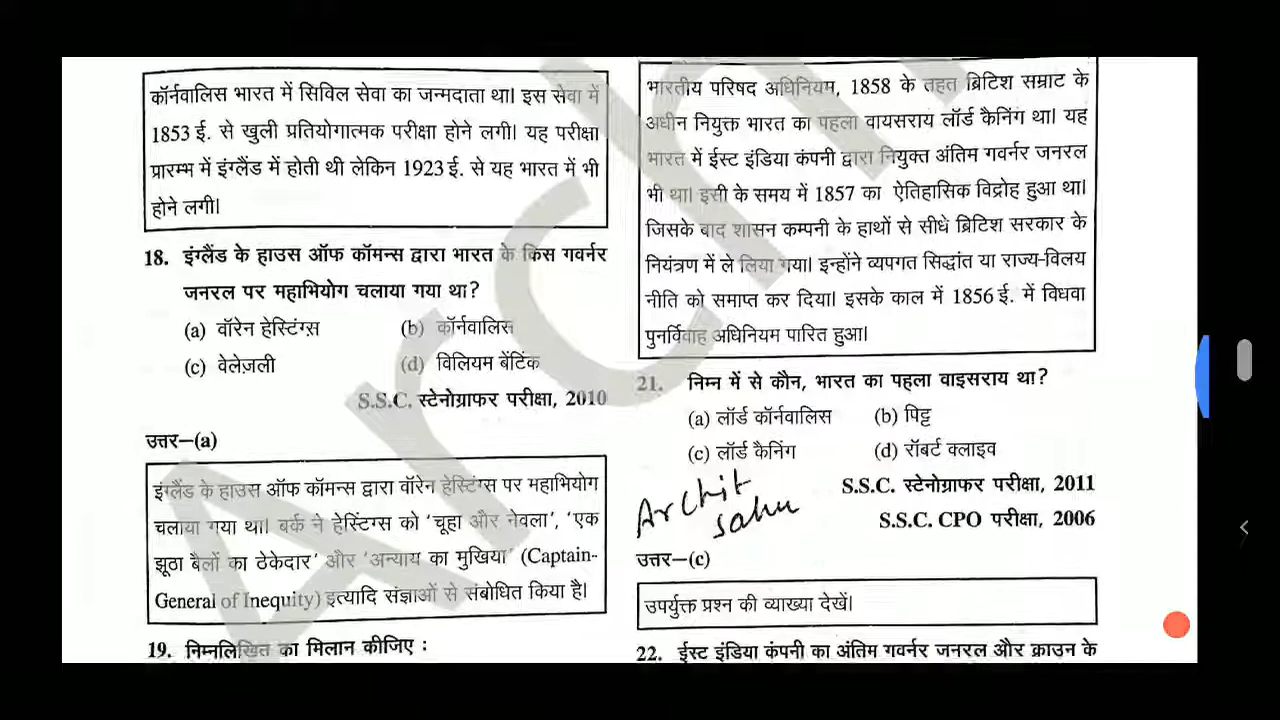 कॉर्नवालिस भारत में सिविल सेवा का जन्मदाता था। इस सेवा में
1853 ई. से खुली प्रतियोगात्मक परीक्षा होने लगी। यह परीक्षा
प्रारम्भ में इंग्लैंड में होती थी लेकिन 1923 ई. से यह भारत में भी
होने लगी।
18. इंग्लैंड के हाउस ऑफ कॉमन्स द्वारा भारत के किस गवर्नर
जनरल पर महाभियोग चलाया गया था?
(a) वॉरेन हेस्टिंग्स (b) कॉर्नवालिस
(c) वेलेज़ली (d) विलियम बेंटिंक
S.S.C. स्टेनोग्राफर परीक्षा, 2010
उत्तर–(a)
इंग्लैंड के हाउस ऑफ कॉमन्स द्वारा वॉरेन हेस्टिंग्स पर महाभियोग
चलाया गया था। बर्क ने हेस्टिंग्स को 'चूहा और नेवला', 'एक
झूठा बैलों का ठेकेदार' और 'अन्याय का मुखिया' (Captain-
General of Inequity) इत्यादि संज्ञाओं से संबोधित किया है।
19. निम्नलिखित का मिलान कीजिए :
भारतीय परिषद अधिनियम, 1858 के तहत ब्रिटिश सम्राट के
अधीन नियुक्त भारत का पहला वायसराय लॉर्ड कैनिंग था। यह
भारत में ईस्ट इंडिया कंपनी द्वारा नियुक्त अंतिम गवर्नर जनरल
भी था। इसी के समय में 1857 का ऐतिहासिक विद्रोह हुआ था।
जिसके बाद शासन कम्पनी के हाथों से सीधे ब्रिटिश सरकार के
नियंत्रण में ले लिया गया। इन्होंने व्यपगत सिद्धांत या राज्य-विलय
नीति को समाप्त कर दिया। इसके काल में 1856 ई. में विधवा
पुनर्विवाह अधिनियम पारित हुआ।
21. निम्न में से कौन, भारत का पहला वाइसराय था?
(a) लॉर्ड कॉर्नवालिस (b) पिट्ट
(c) लॉर्ड कैनिंग (d) रॉबर्ट क्लाइव
Archit
Sahu
S.S.C. स्टेनोग्राफर परीक्षा, 2011
S.S.C. CPO परीक्षा, 2006
उत्तर–(c)
उपर्युक्त प्रश्न की व्याख्या देखें।
22. ईस्ट इंडिया कंपनी का अंतिम गवर्नर जनरल और क्राउन के